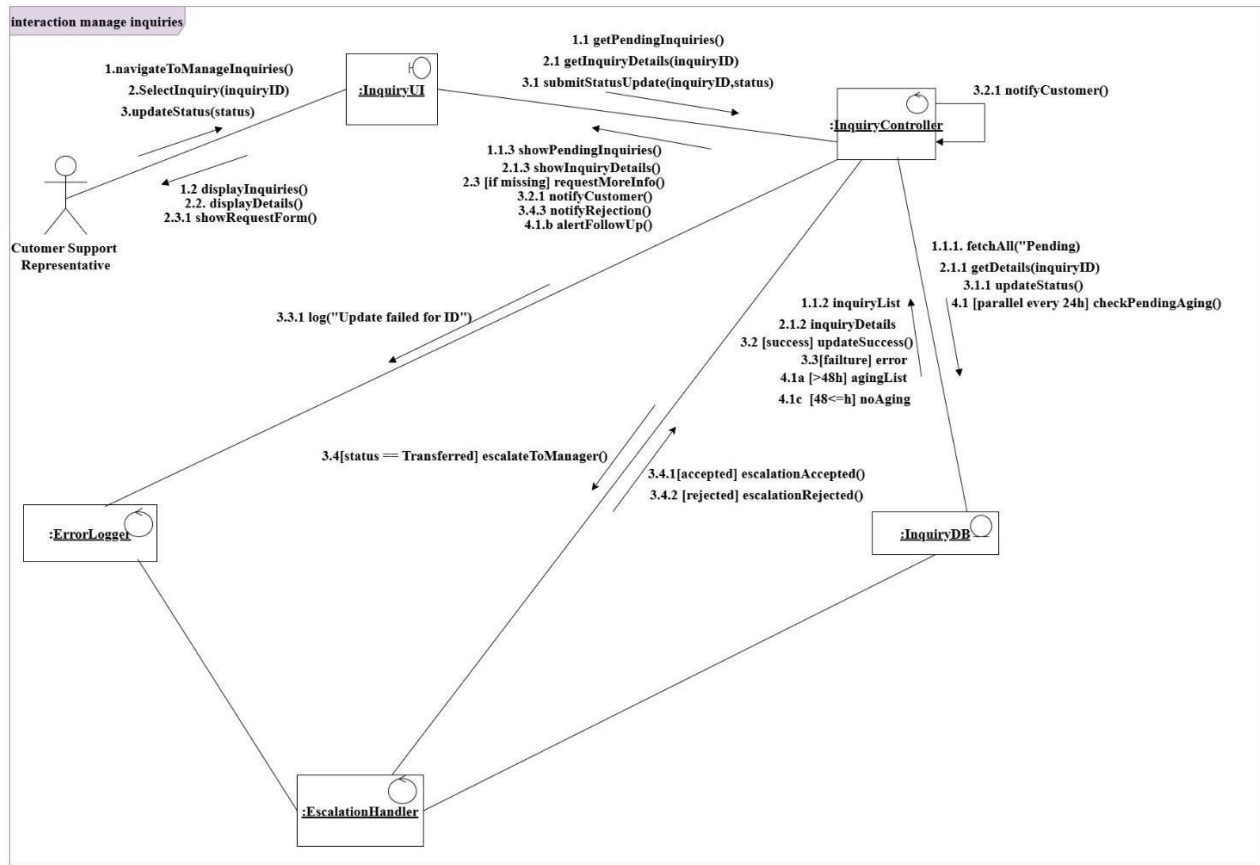 interaction manage inquiries
1.navigateToManageInquiries()
2.SelectInquiry(inquiryID)
3.updateStatus(status)
:InquiryUI
1.1 getPendingInquiries()
2.1 getInquiryDetails(inquiryID)
3.1 submitStatusUpdate(inquiryID,status)
:InquiryController
3.2.1 notifyCustomer()
1.1.3 showPendingInquiries()
2.1.3 showInquiryDetails()
2.3 [if missing] requestMoreInfo()
3.2.1 notifyCustomer()
3.4.3 notifyRejection()
4.1.b alertFollowUp()
1.2 displayInquiries()
2.2. displayDetails()
2.3.1 showRequestForm()
Cutomer Support
Representative
1.1.1. fetchAll("Pending)
2.1.1 getDetails(inquiryID)
3.1.1 updateStatus()
4.1 [parallel every 24h] checkPendingAging()
1.1.2 inquiryList
2.1.2 inquiryDetails
3.2 [success] updateSuccess()
3.3[failture] error
4.1a [>48h] agingList
4.1c [48<=h] noAging
3.3.1 log("Update failed for ID")
3.4[status == Transferred] escalateToManager()
3.4.1[accepted] escalationAccepted()
3.4.2 [rejected] escalationRejected()
:ErrorLogger
:InquiryDB
:EscalationHandler